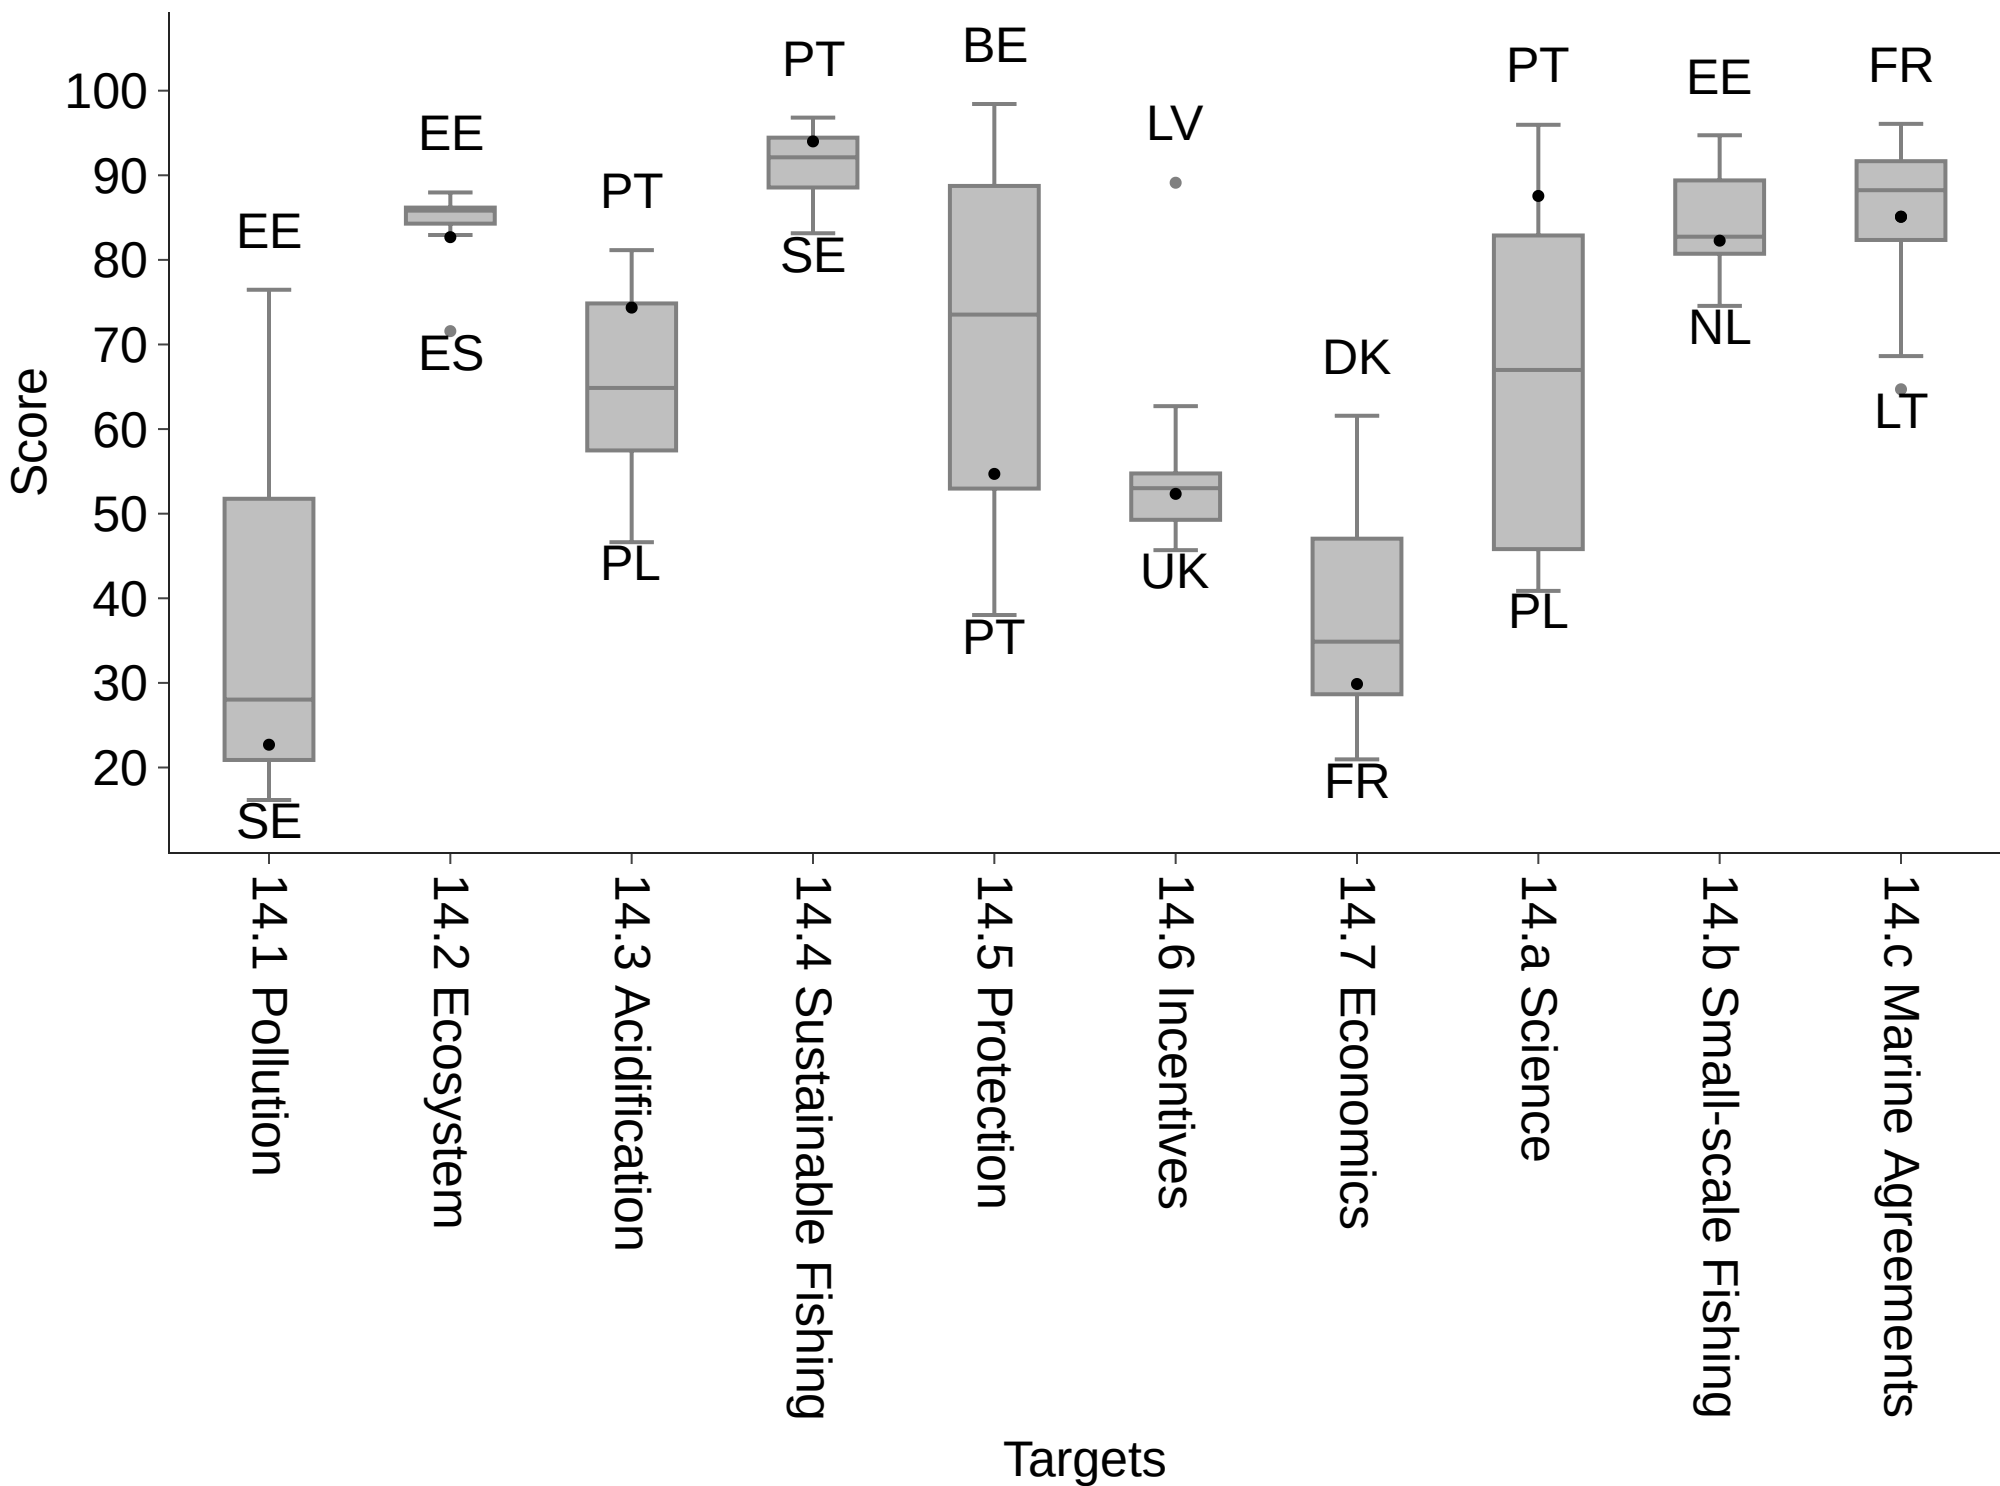 PT
BE
PT
EE
FR
LV
EE
PT
EE
DK
SE
ES
PL
NL
LT
UK
PT
PL
FR
SE
Score
100
90
80
70
60
50
40
30
20
14.1 Pollution
14.2 Ecosystem
14.3 Acidification
14.4 Sustainable Fishing
14.5 Protection
14.6 Incentives
14.7 Economics
14.a Science
14.b Small-scale Fishing
14.c Marine Agreements
Targets